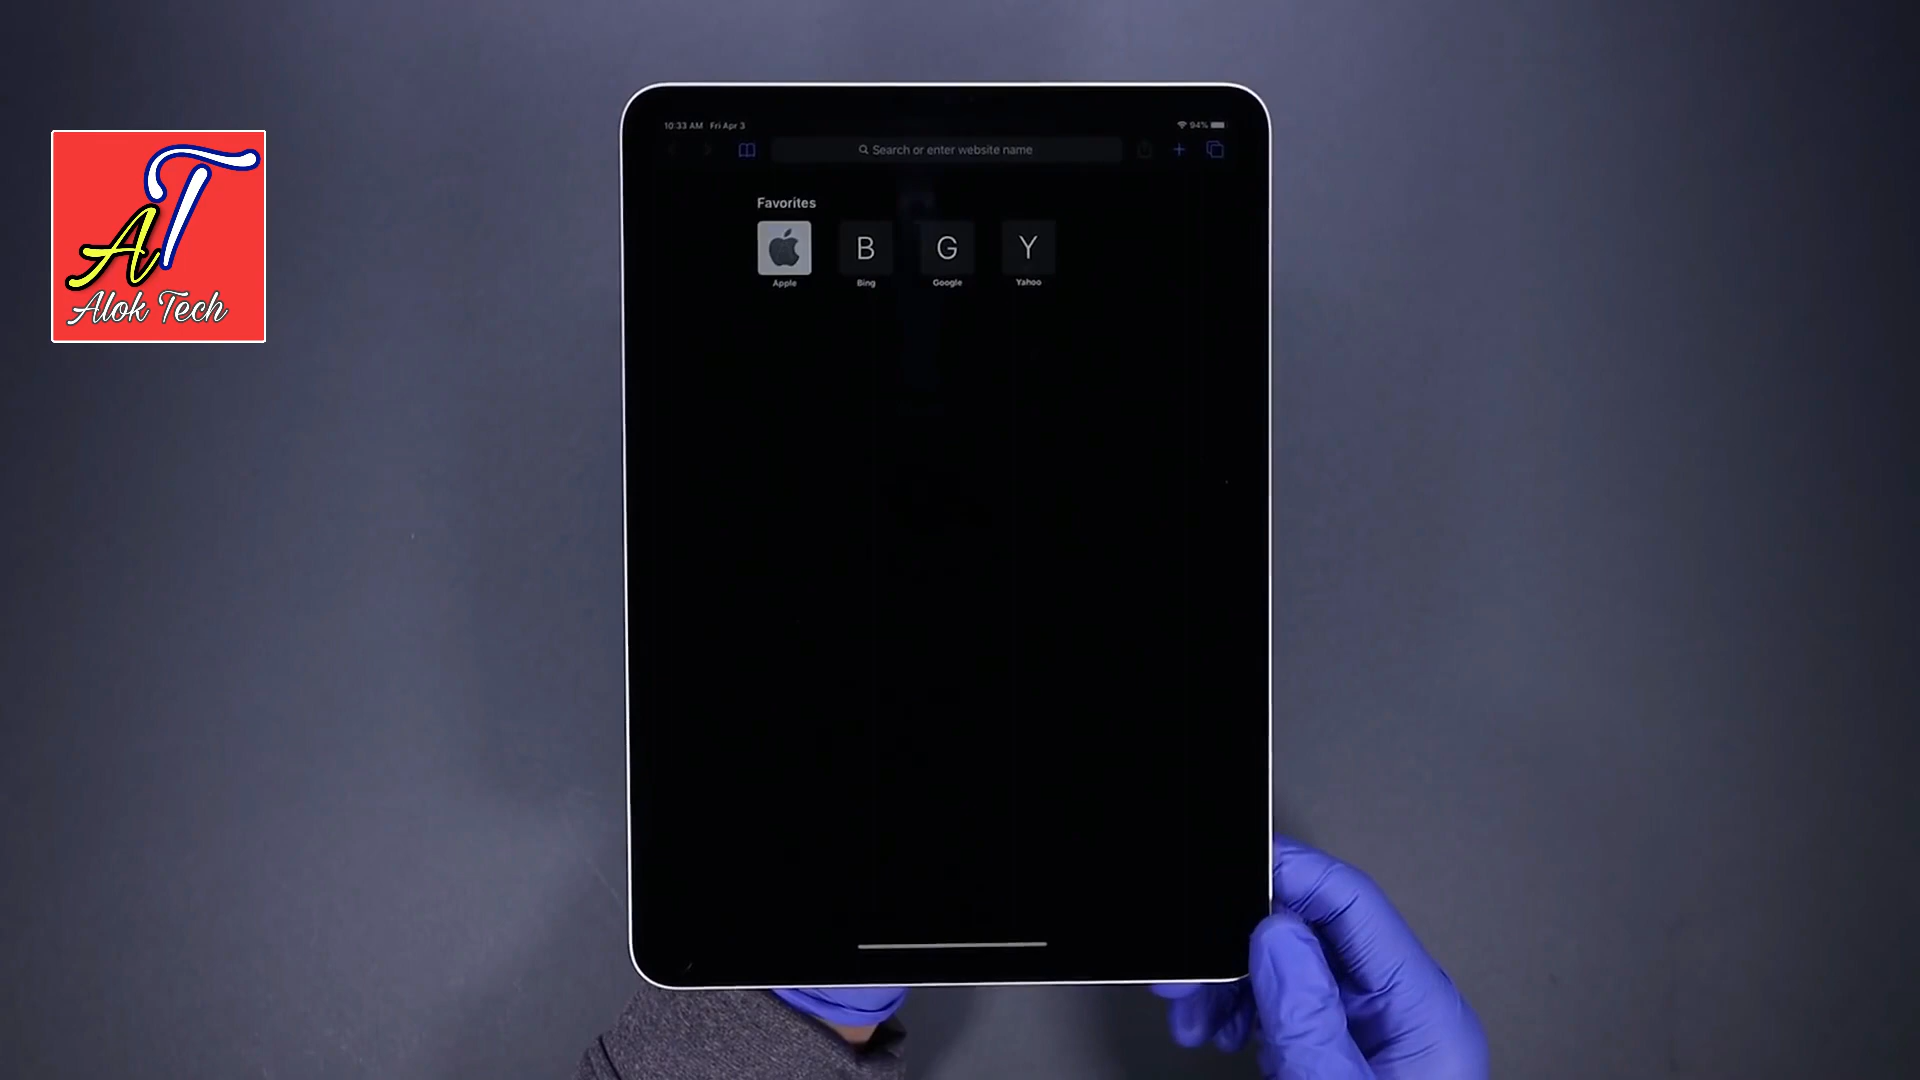 10:33 AM Fri Apr 3
94%
Search or enter website name
Favorites
B
G
Y
Apple
Bing
Google
Yahoo
AT
Alok Tech